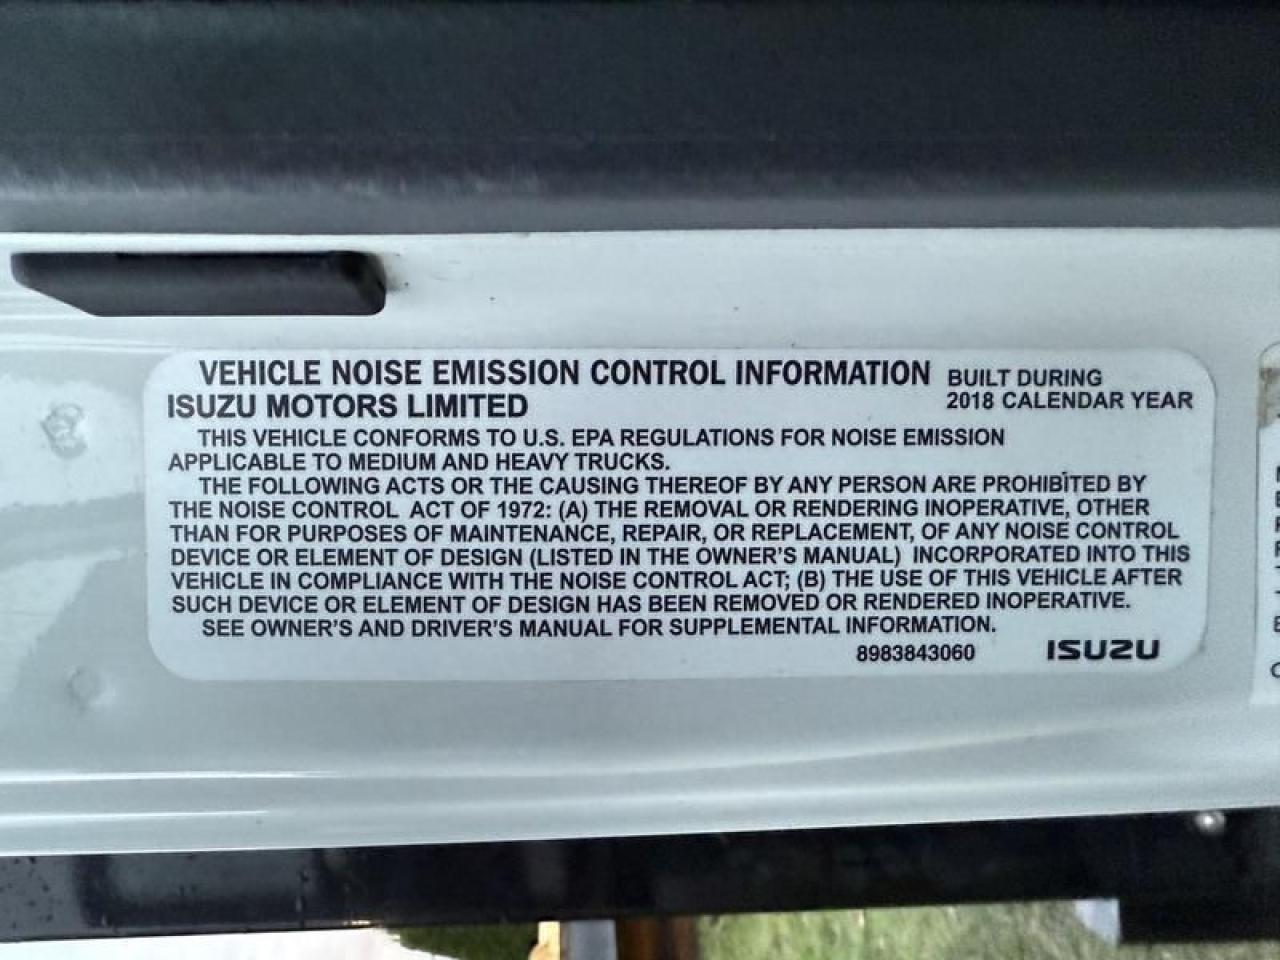 VEHICLE NOISE EMISSION CONTROL INFORMATION BUILT DURING
ISUZU MOTORS LIMITED 2018 CALENDAR YEAR
THIS VEHICLE CONFORMS TO U.S. EPA REGULATIONS FOR NOISE EMISSION
APPLICABLE TO MEDIUM AND HEAVY TRUCKS.
THE FOLLOWING ACTS OR THE CAUSING THEREOF BY ANY PERSON ARE PROHIBITED BY
THE NOISE CONTROL ACT OF 1972: (A) THE REMOVAL OR RENDERING INOPERATIVE, OTHER
THAN FOR PURPOSES OF MAINTENANCE, REPAIR, OR REPLACEMENT, OF ANY NOISE CONTROL
DEVICE OR ELEMENT OF DESIGN (LISTED IN THE OWNER'S MANUAL) INCORPORATED INTO THIS
VEHICLE IN COMPLIANCE WITH THE NOISE CONTROL ACT; (B) THE USE OF THIS VEHICLE AFTER
SUCH DEVICE OR ELEMENT OF DESIGN HAS BEEN REMOVED OR RENDERED INOPERATIVE.
SEE OWNER'S AND DRIVER'S MANUAL FOR SUPPLEMENTAL INFORMATION.
8983843060 ISUZU